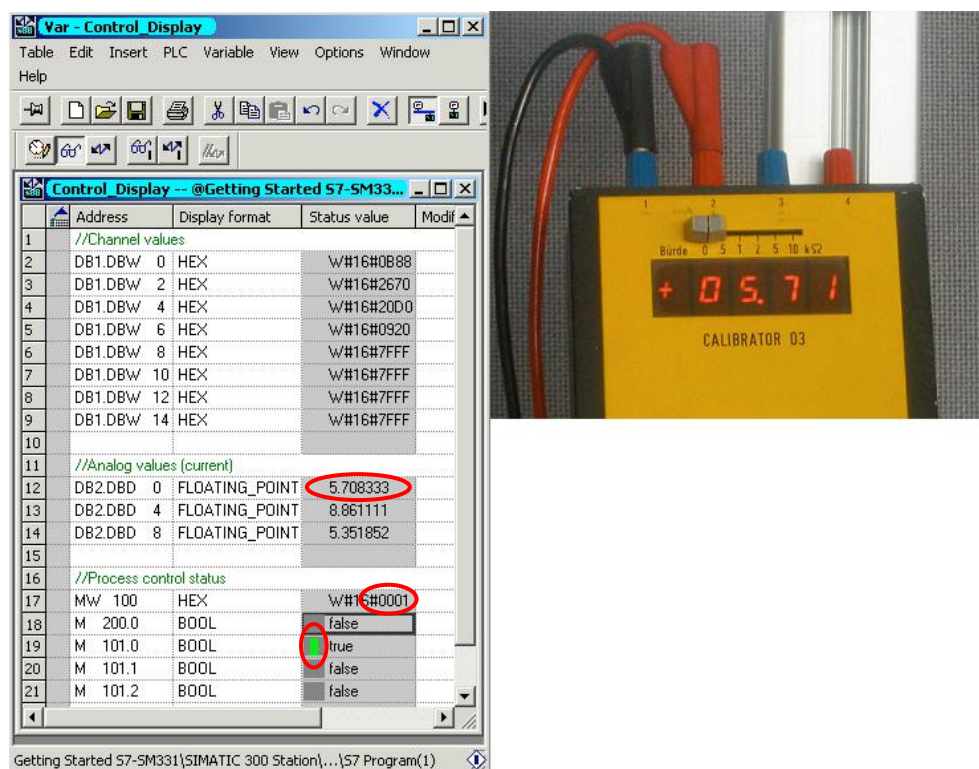 Var - Control_Display
Table Edit Insert PLC Variable View Options Window
Help
Control_Display -- @Getting Started S7-SM33...
Address Display format Status value Modif
1 //Channel values
2 DB1.DBW 0 HEX W#16#0B88
3 DB1.DBW 2 HEX W#16#2670
4 DB1.DBW 4 HEX W#16#20D0
5 DB1.DBW 6 HEX W#16#0920
6 DB1.DBW 8 HEX W#16#7FFF
7 DB1.DBW 10 HEX W#16#7FFF
8 DB1.DBW 12 HEX W#16#7FFF
9 DB1.DBW 14 HEX W#16#7FFF
10
11 //Analog values (current)
12 DB2.DBD 0 FLOATING_POINT 5.708333
13 DB2.DBD 4 FLOATING_POINT 8.861111
14 DB2.DBD 8 FLOATING_POINT 5.351852
15
16 //Process control status
17 MW 100 HEX W#16#0001
18 M 200.0 BOOL false
19 M 101.0 BOOL true
20 M 101.1 BOOL false
21 M 101.2 BOOL false
Getting Started S7-SM331\SIMATIC 300 Station\...\S7 Program(1)
1 2 3 4
Bürde 0 .5 1 2 5 10 kΩ
+ 05.71
CALIBRATOR 03